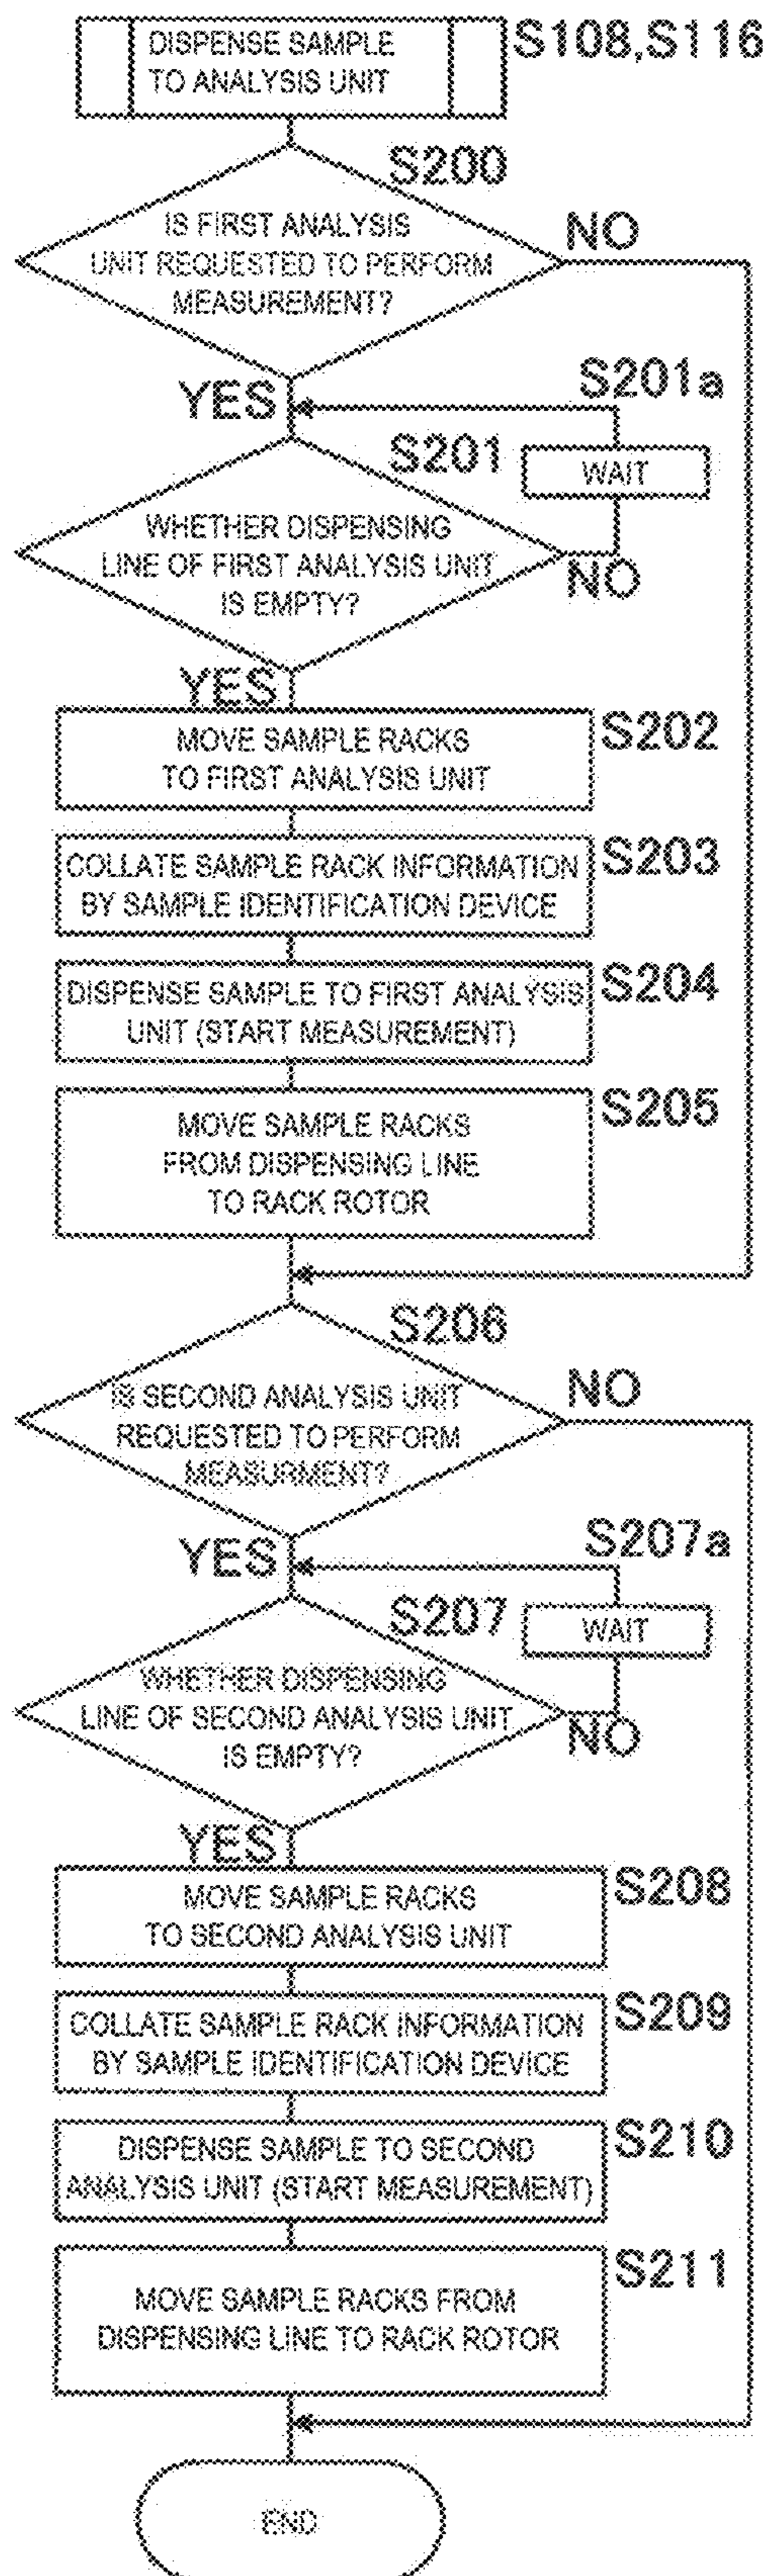 DISPENSE SAMPLE
TO ANALYSIS UNIT
S108,S116
S200
IS FIRST ANALYSIS
UNIT REQUESTED TO PERFORM
MEASUREMENT?
NO
YES
S201a
WAIT
S201
WHETHER DISPENSING
LINE OF FIRST ANALYSIS UNIT
IS EMPTY?
NO
YES
MOVE SAMPLE RACKS
TO FIRST ANALYSIS UNIT
S202
COLLATE SAMPLE RACK INFORMATION
BY SAMPLE IDENTIFICATION DEVICE
S203
DISPENSE SAMPLE TO FIRST ANALYSIS
UNIT (START MEASUREMENT)
S204
MOVE SAMPLE RACKS
FROM DISPENSING LINE
TO RACK ROTOR
S205
S206
IS SECOND ANALYSIS UNIT
REQUESTED TO PERFORM
MEASURMENT?
NO
YES
S207a
WAIT
S207
WHETHER DISPENSING
LINE OF SECOND ANALYSIS UNIT
IS EMPTY?
NO
YES
MOVE SAMPLE RACKS
TO SECOND ANALYSIS UNIT
S208
COLLATE SAMPLE RACK INFORMATION
BY SAMPLE IDENTIFICATION DEVICE
S209
DISPENSE SAMPLE TO SECOND
ANALYSIS UNIT (START MEASUREMENT)
S210
MOVE SAMPLE RACKS FROM
DISPENSING LINE TO RACK ROTOR
S211
END